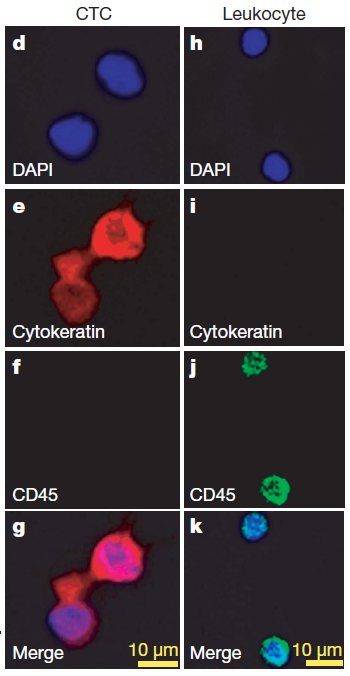 CTC Leukocyte
d h
DAPI DAPI
e i
Cytokeratin Cytokeratin
f j
CD45 CD45
g k
Merge 10 μm Merge 10 μm